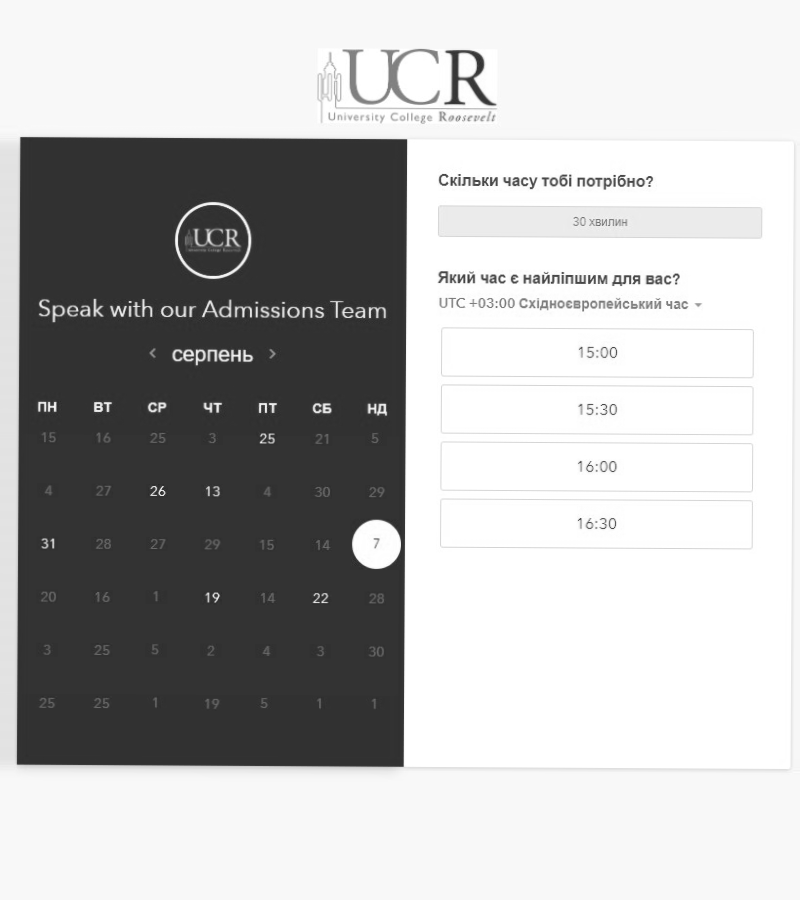 UCR
University College Roosevelt
UCR
Speak with our Admissions Team
серпень
ПН ВТ СР ЧТ ПТ СБ НД
15 16 25 3 25 21 5
4 27 26 13 4 30 29
31 28 27 29 15 14 7
20 16 1 19 14 22 28
3 25 5 2 4 3 30
25 25 1 19 5 1 1
Скільки часу тобі потрібно?
30 хвилин
Який час є найліпшим для вас?
UTC +03:00 Східноєвропейський час
15:00
15:30
16:00
16:30